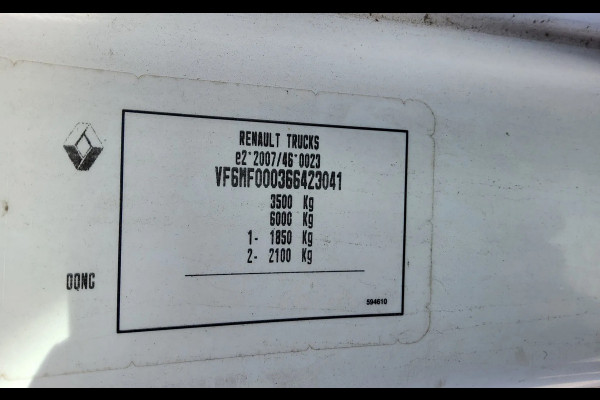 RENAULT TRUCKS
e2*2007/46*0023
VF6MF000366423041
3500 Kg
6000 Kg
1- 1850 Kg
2- 2100 Kg
OQNC
594610